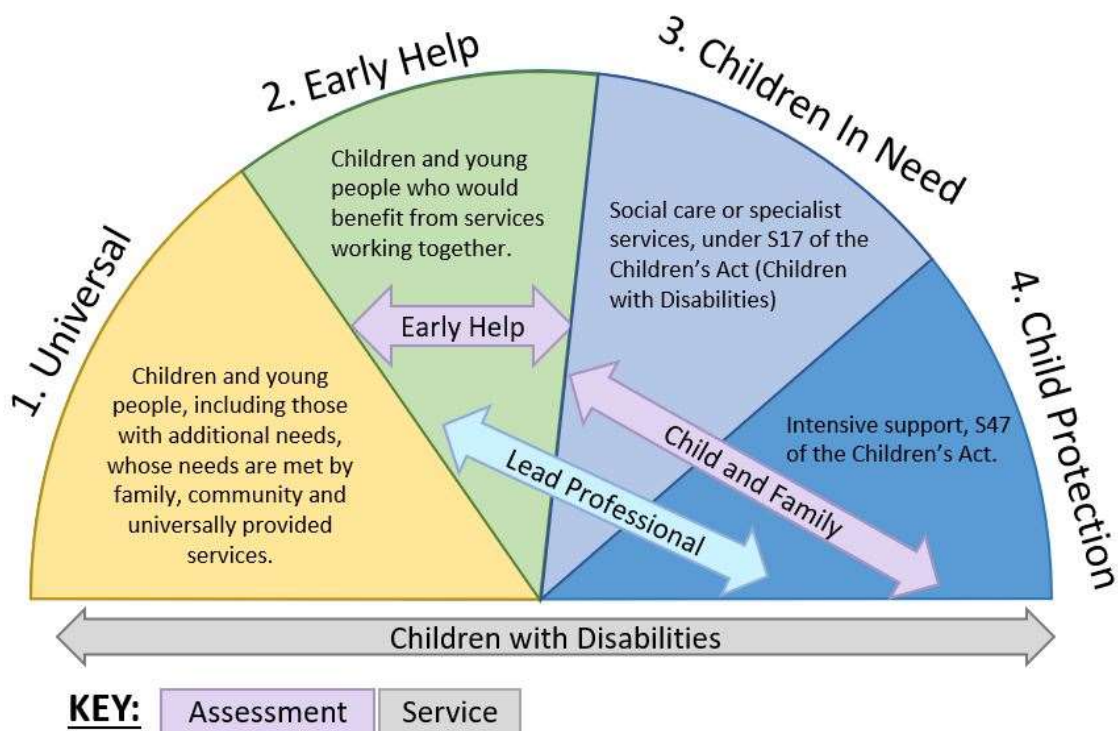 1. Universal
2. Early Help
3. Children In Need
4. Child Protection
Children and young
people, including those
with additional needs,
whose needs are met by
family, community and
universally provided
services.
Children and young
people who would
benefit from services
working together.
Early Help
Social care or specialist
services, under S17 of the
Children’s Act (Children
with Disabilities)
Intensive support, S47
of the Children’s Act.
Lead Professional
Child and Family
Children with Disabilities
KEY: Assessment Service